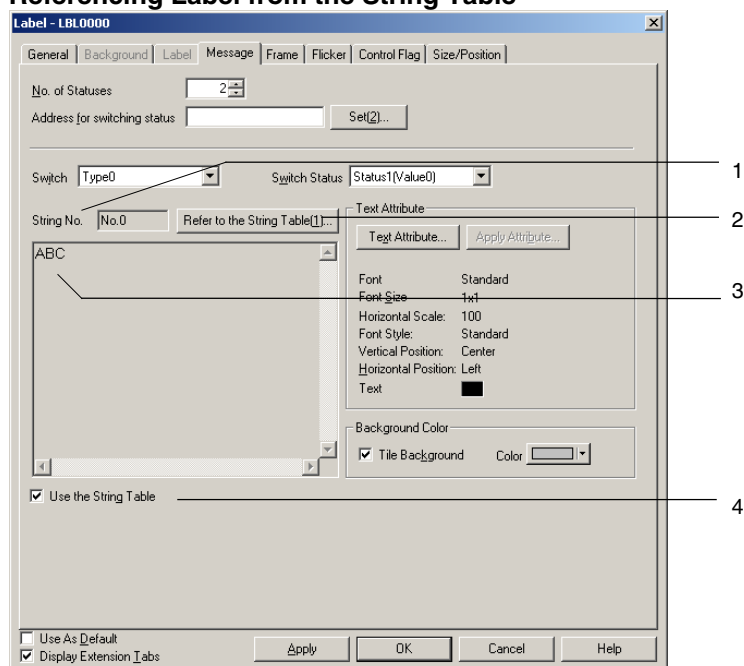 Referencing Label from the String Table
Label - LBL0000
General Background Label Message Frame Flicker Control Flag Size/Position
No. of Statuses 2
Address for switching status Set(2)...
Switch Type0 Switch Status Status1(Value0)
1
String No. No.0 Refer to the String Table(1)...
2
ABC
3
Text Attribute
Text Attribute... Apply Attribute...
Font Standard
Font Size 1x1
Horizontal Scale: 100
Font Style: Standard
Vertical Position: Center
Horizontal Position: Left
Text
Background Color
Tile Background Color
Use the String Table
4
Use As Default
Display Extension Tabs
Apply OK Cancel Help